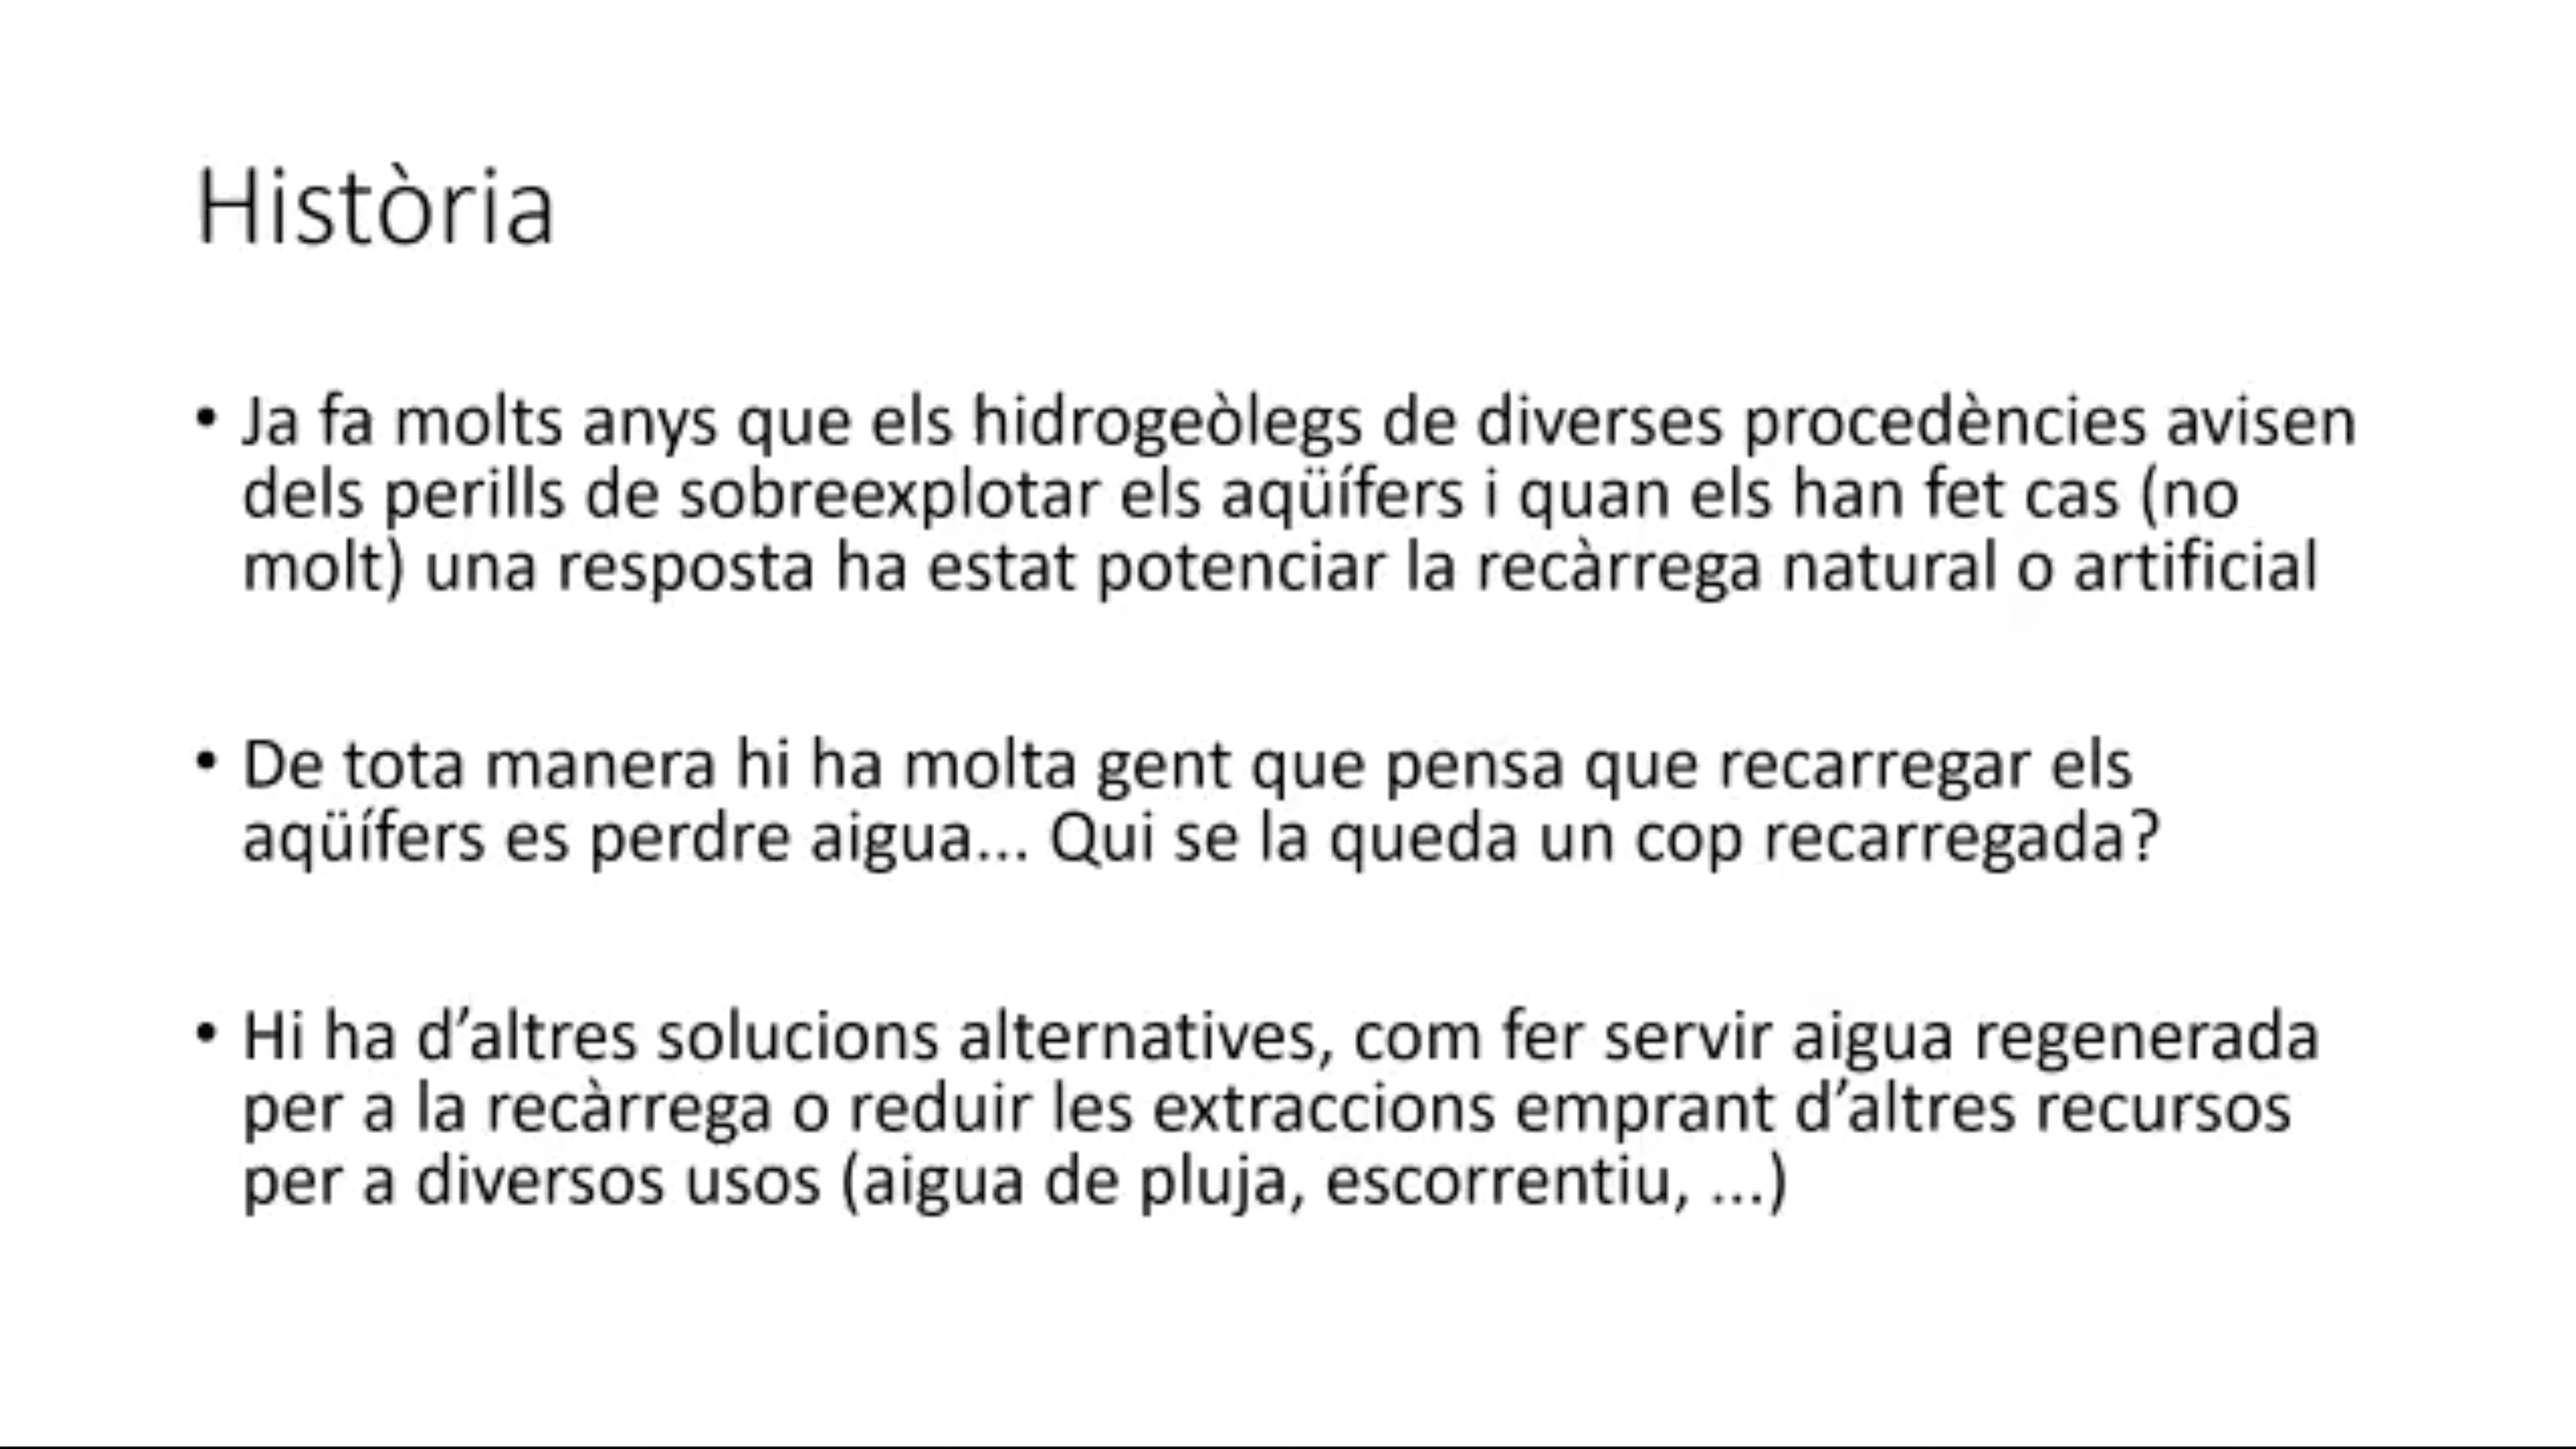 Història
• Ja fa molts anys que els hidrogeòlegs de diverses procedències avisen
dels perills de sobreexplotar els aqüífers i quan els han fet cas (no
molt) una resposta ha estat potenciar la recàrrega natural o artificial
• De tota manera hi ha molta gent que pensa que recarregar els
aqüífers es perdre aigua... Qui se la queda un cop recarregada?
• Hi ha d’altres solucions alternatives, com fer servir aigua regenerada
per a la recàrrega o reduir les extraccions emprant d’altres recursos
per a diversos usos (aigua de pluja, escorrentiu, ...)